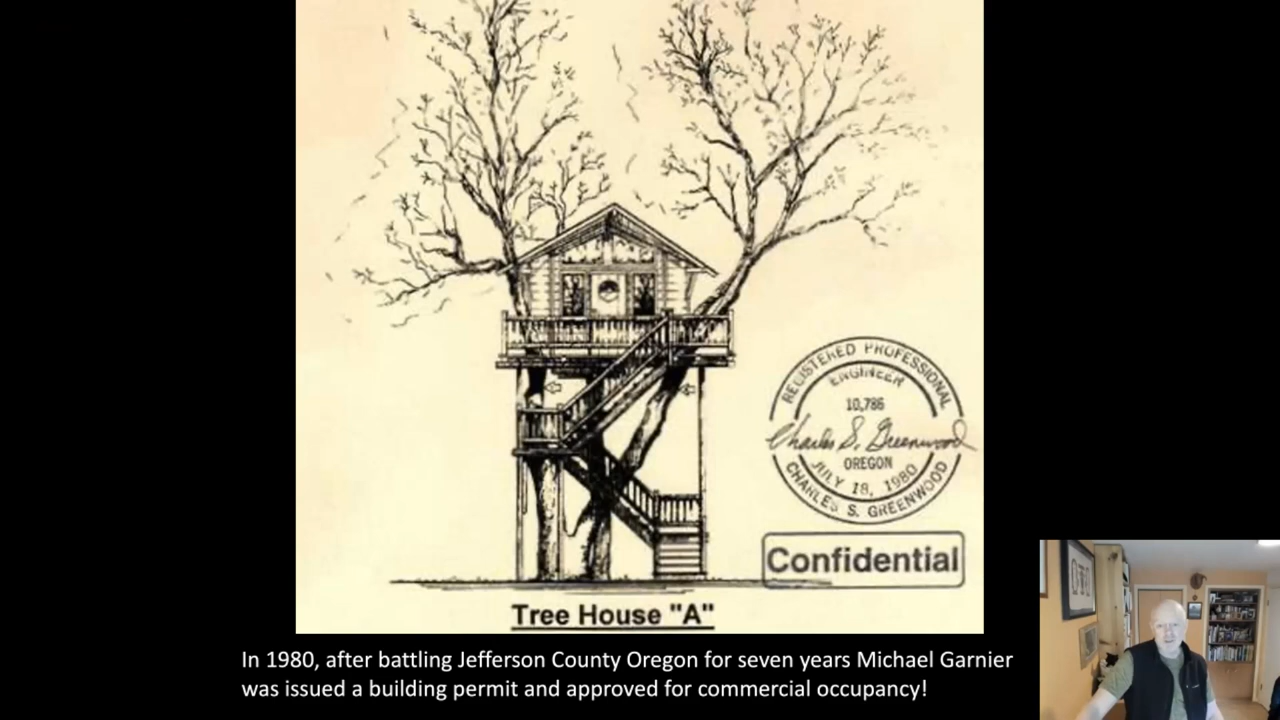 REGISTERED PROFESSIONAL
ENGINEER
10,786
Charles S. Greenwood
OREGON
JULY 18, 1980
CHARLES S. GREENWOOD
Confidential
Tree House "A"
In 1980, after battling Jefferson County Oregon for seven years Michael Garnier
was issued a building permit and approved for commercial occupancy!